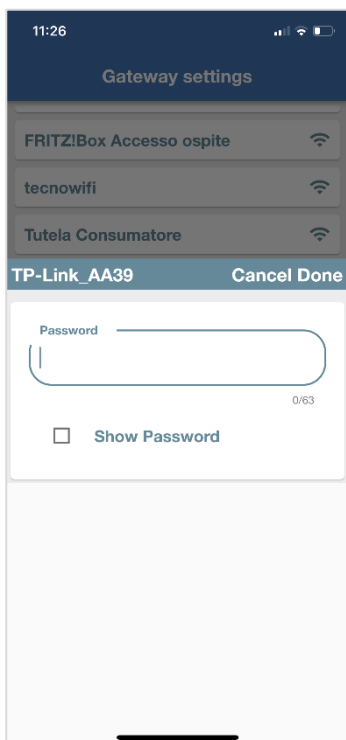 11:26
Gateway settings
FRITZ!Box Accesso ospite
tecnowifi
Tutela Consumatore
TP-Link_AA39 Cancel Done
Password
0/63
Show Password